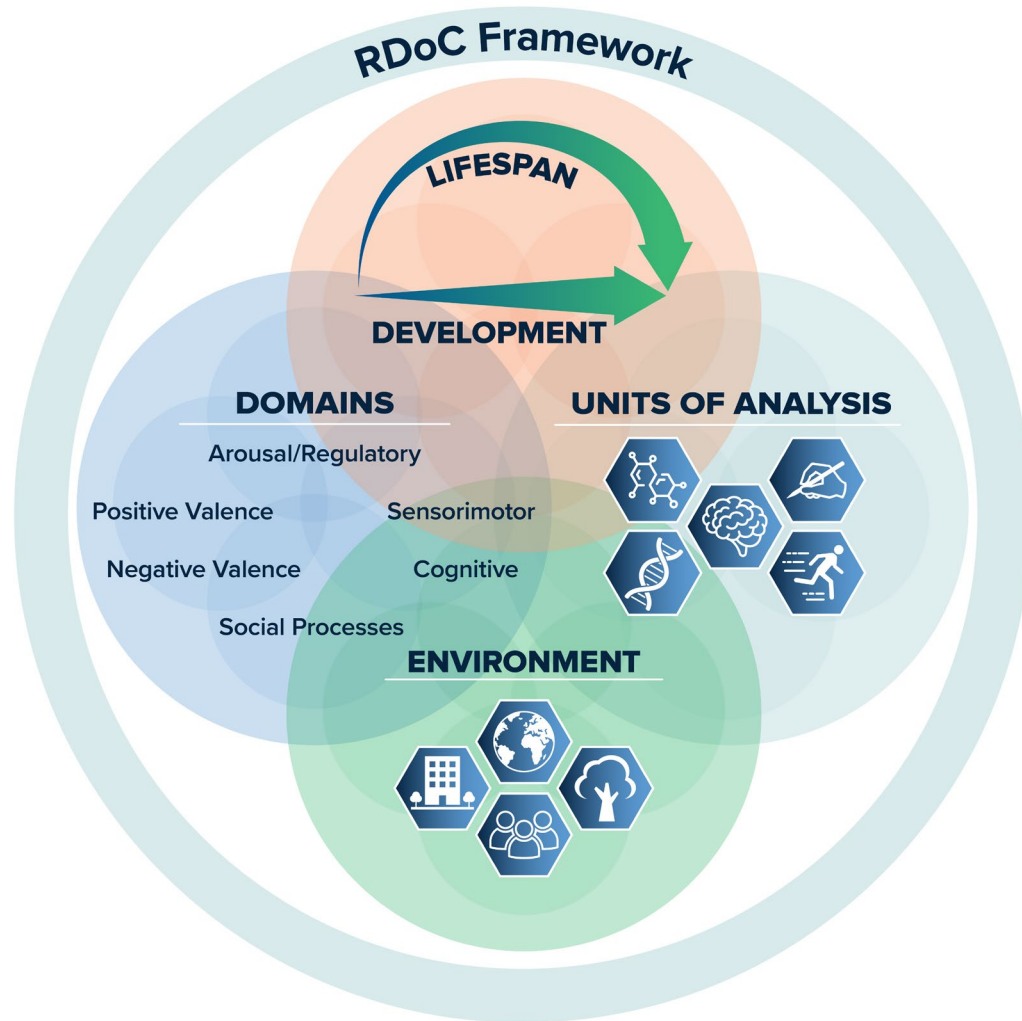 RDoC Framework
LIFESPAN
DEVELOPMENT
DOMAINS
Arousal/Regulatory
Positive Valence
Sensorimotor
Negative Valence
Cognitive
Social Processes
UNITS OF ANALYSIS
ENVIRONMENT